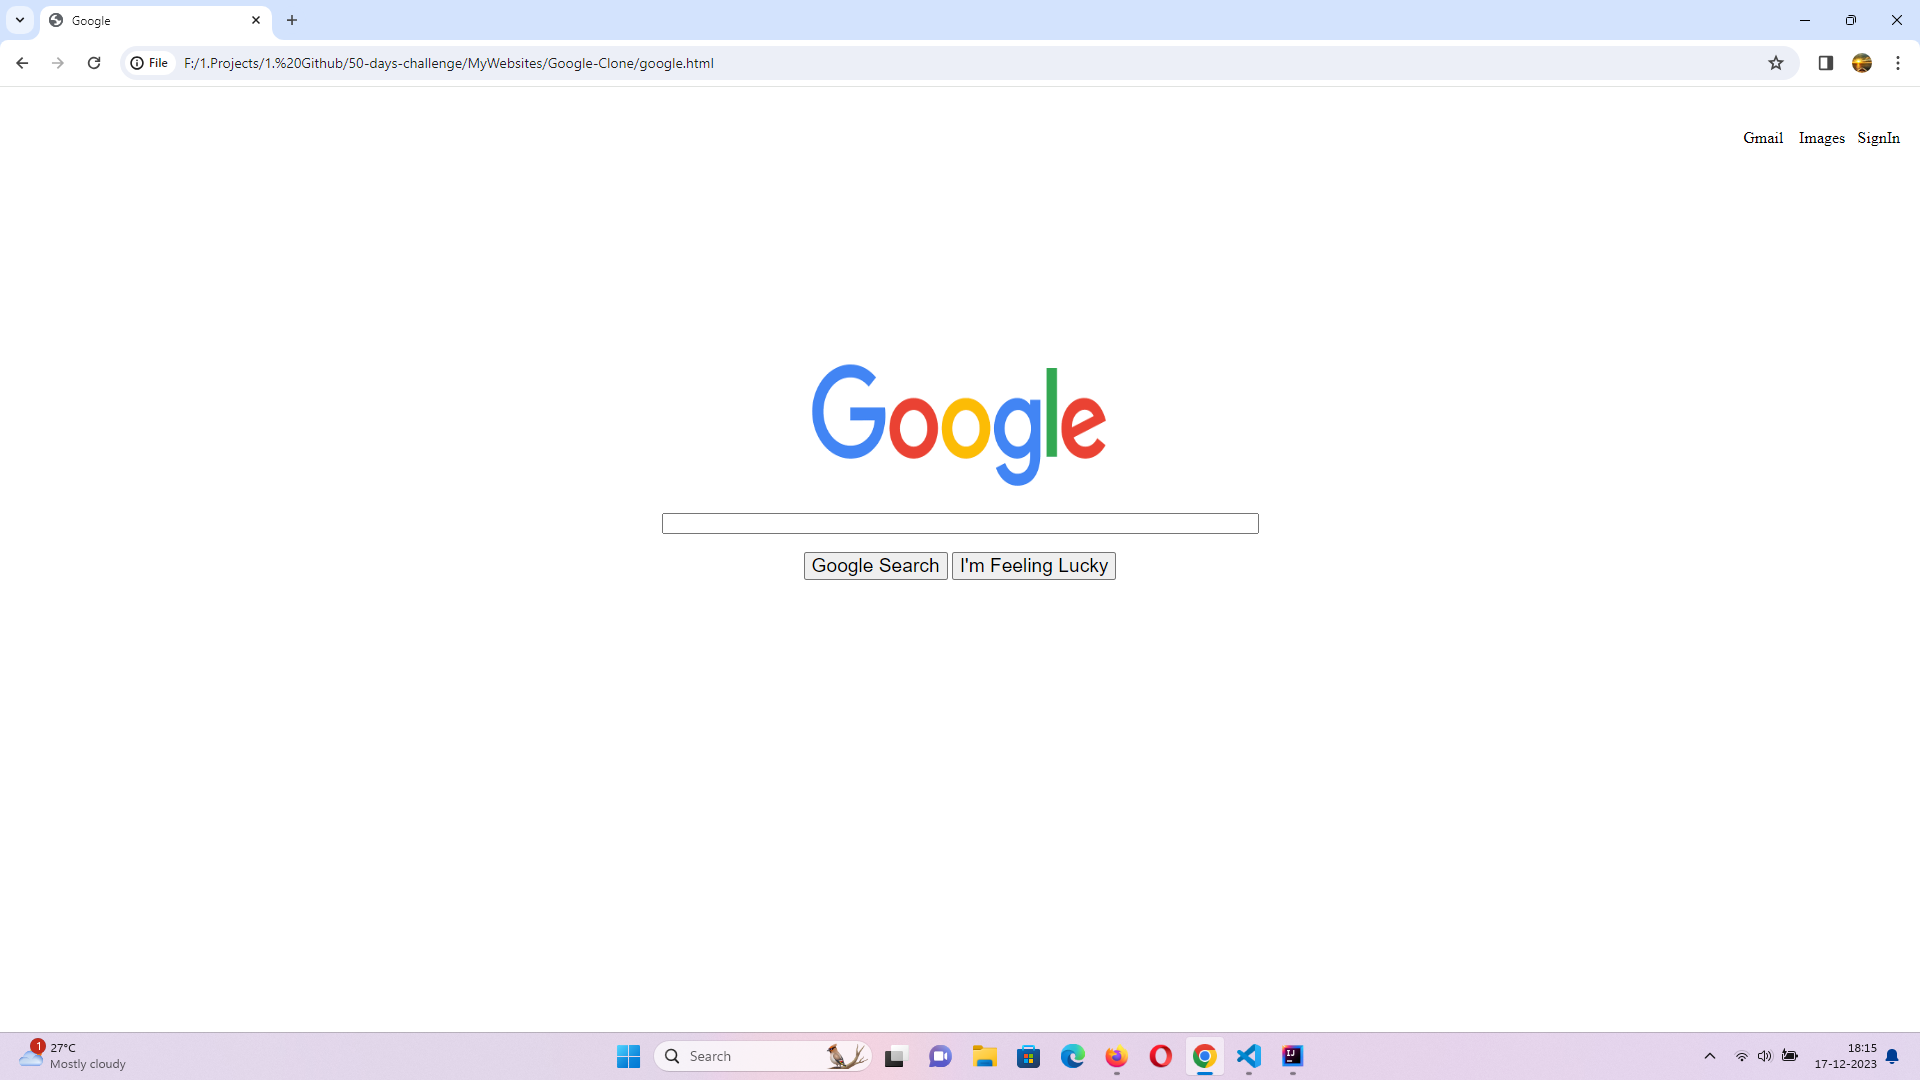 Google
File
F:/1.Projects/1.%20Github/50-days-challenge/MyWebsites/Google-Clone/google.html
Gmail Images SignIn
Google
Google Search I'm Feeling Lucky
1
27°C
Mostly cloudy
Search
IJ
18:15
17-12-2023